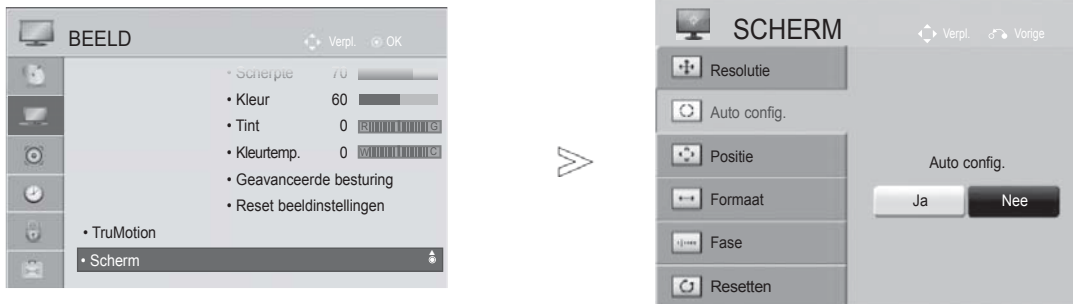 BEELD
Verpl. OK
• Scherpte 70
• Kleur 60
• Tint 0 R G
• Kleurtemp. 0 W C
• Geavanceerde besturing
• Reset beeldinstellingen
• TruMotion
• Scherm
SCHERM
Verpl. Vorige
Resolutie
Auto config.
Positie
Formaat
Fase
Resetten
Auto config.
Ja Nee